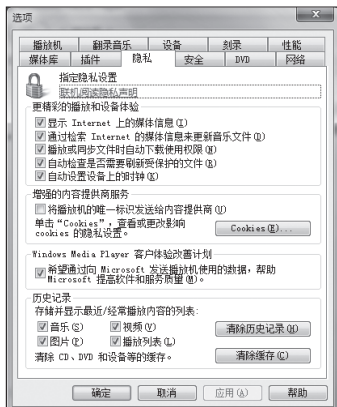 选项
播放机 翻录音乐 设备 刻录 性能
媒体库 插件 隐私 安全 DVD 网络
指定隐私设置
联机阅读隐私声明
更精彩的播放和设备体验
显示 Internet 上的媒体信息(I)
通过检索 Internet 的媒体信息来更新音乐文件(D)
播放或同步文件时自动下载使用权限(W)
自动检查是否需要刷新受保护的文件(R)
自动设置设备上的时钟(K)
增强的内容提供商服务
将播放机的唯一标识发送给内容提供商(U)
单击“Cookies”，查看或更改影响
cookies 的隐私设置。
Cookies(E)...
Windows Media Player 客户体验改善计划
希望通过向 Microsoft 发送播放机使用的数据，帮助 Microsoft 提高软件和服务质量(M)。
历史记录
存储并显示最近/经常播放内容的列表:
音乐(S) 视频(V) 清除历史记录(H)
图片(P) 播放列表(L)
清除 CD、DVD 和设备等的缓存。 清除缓存(C)
确定 取消 应用(A) 帮助